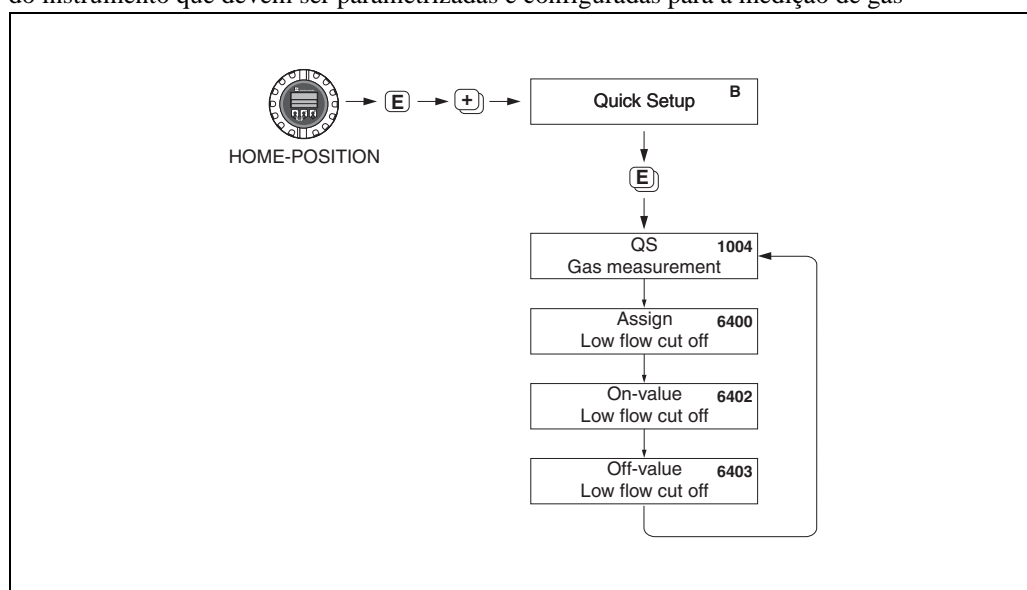 do instrumento que devem ser parametrizadas e configuradas para a medição de gás
E
+
Quick Setup B
HOME-POSITION
E
QS 1004
Gas measurement
Assign 6400
Low flow cut off
On-value 6402
Low flow cut off
Off-value 6403
Low flow cut off